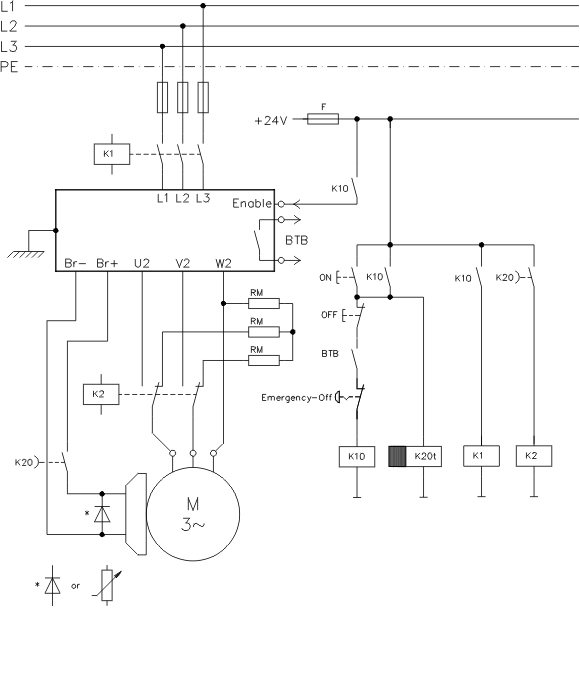 L1
L2
L3
PE
F
+24V
K1
K10
L1 L2 L3
Enable
BTB
Br- Br+ U2 V2 W2
ON K10 K10 K20
RM
OFF
RM
RM
BTB
K2
Emergency-Off
K20
K10 K20t K1 K2
M
3~
*
* or